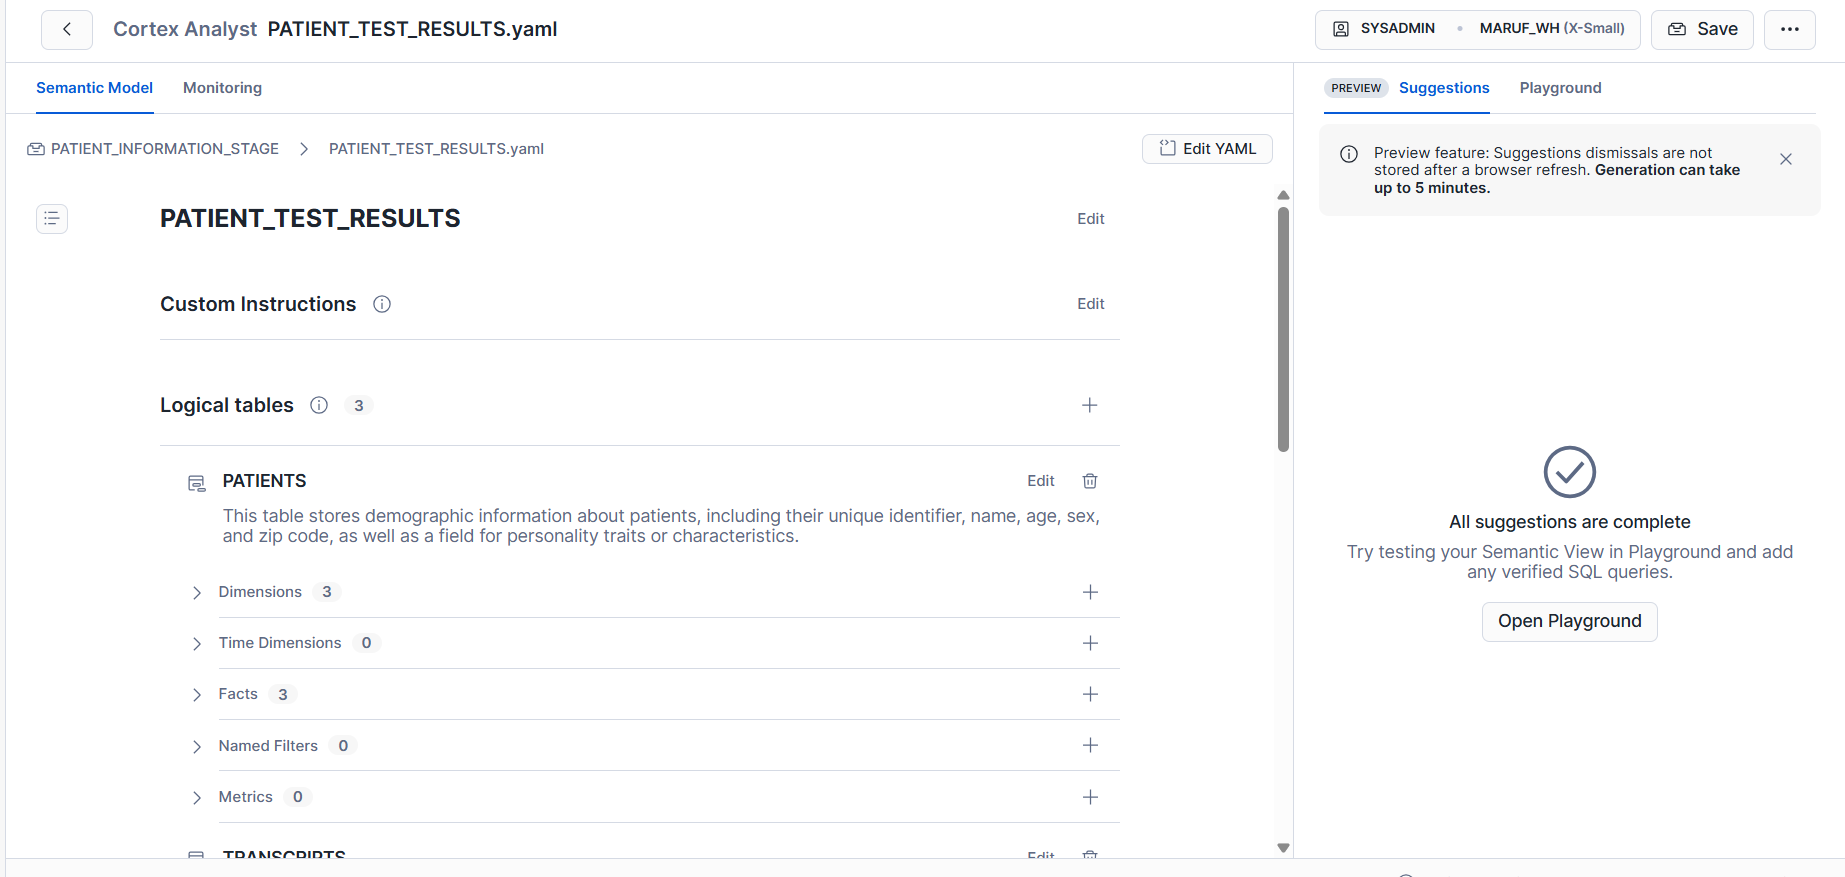 Cortex Analyst PATIENT_TEST_RESULTS.yaml
SYSADMIN • MARUF_WH (X-Small)
Save
Semantic Model
Monitoring
PREVIEW Suggestions
Playground
PATIENT_INFORMATION_STAGE > PATIENT_TEST_RESULTS.yaml
Edit YAML
Preview feature: Suggestions dismissals are not
stored after a browser refresh. Generation can take
up to 5 minutes.
PATIENT_TEST_RESULTS
Edit
Custom Instructions
Edit
Logical tables 3
PATIENTS
Edit
This table stores demographic information about patients, including their unique identifier, name, age, sex,
and zip code, as well as a field for personality traits or characteristics.
Dimensions 3
Time Dimensions 0
Facts 3
Named Filters 0
Metrics 0
TRANSCRIPTS
Edit
All suggestions are complete
Try testing your Semantic View in Playground and add
any verified SQL queries.
Open Playground